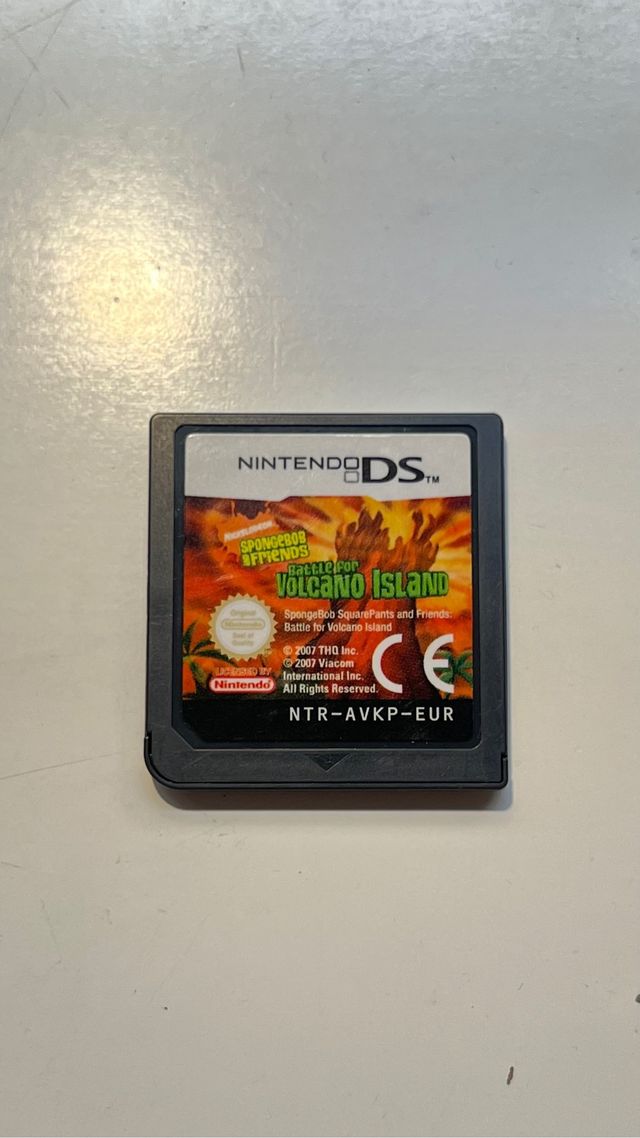 NINTENDO DS™
NICKELODEON
SPONGEBOB
& FRIENDS
Battle for
VOLCANO ISLAND
SpongeBob SquarePants and Friends:
Battle for Volcano Island
Original
Nintendo
Seal of
Quality
© 2007 THQ Inc.
© 2007 Viacom
International Inc.
All Rights Reserved.
CE
LICENSED BY
Nintendo
NTR-AVKP-EUR